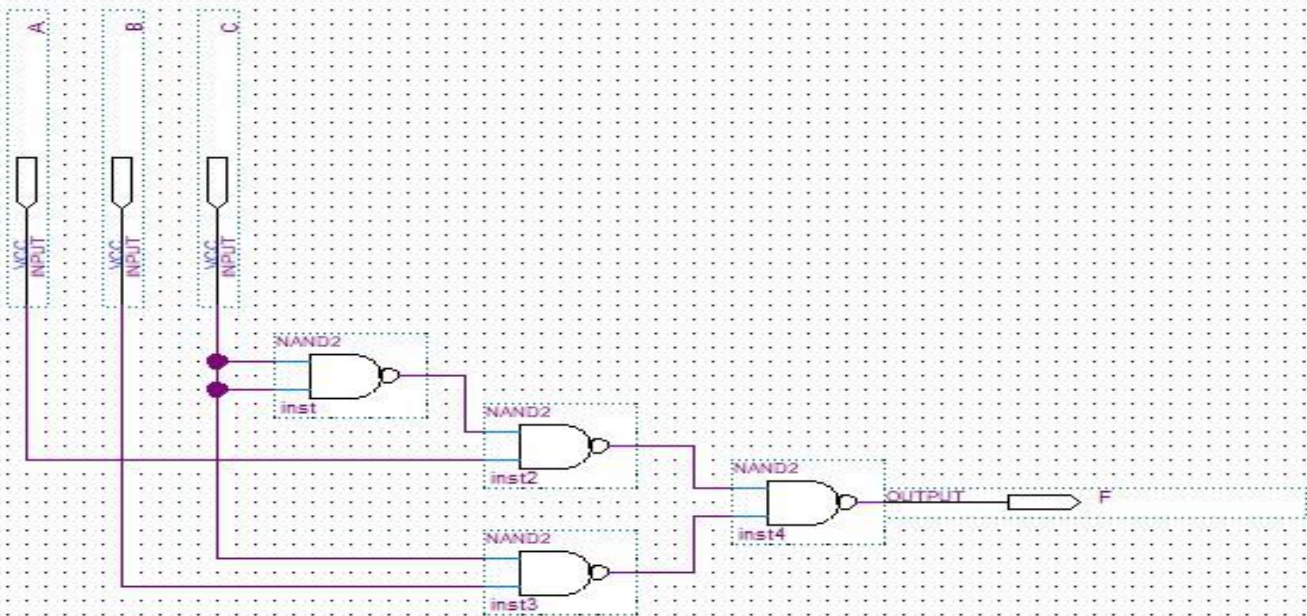 A
B
C
VCC
INPUT
VCC
INPUT
VCC
INPUT
NAND2
inst
NAND2
inst2
NAND2
inst4
OUTPUT
F
NAND2
inst3